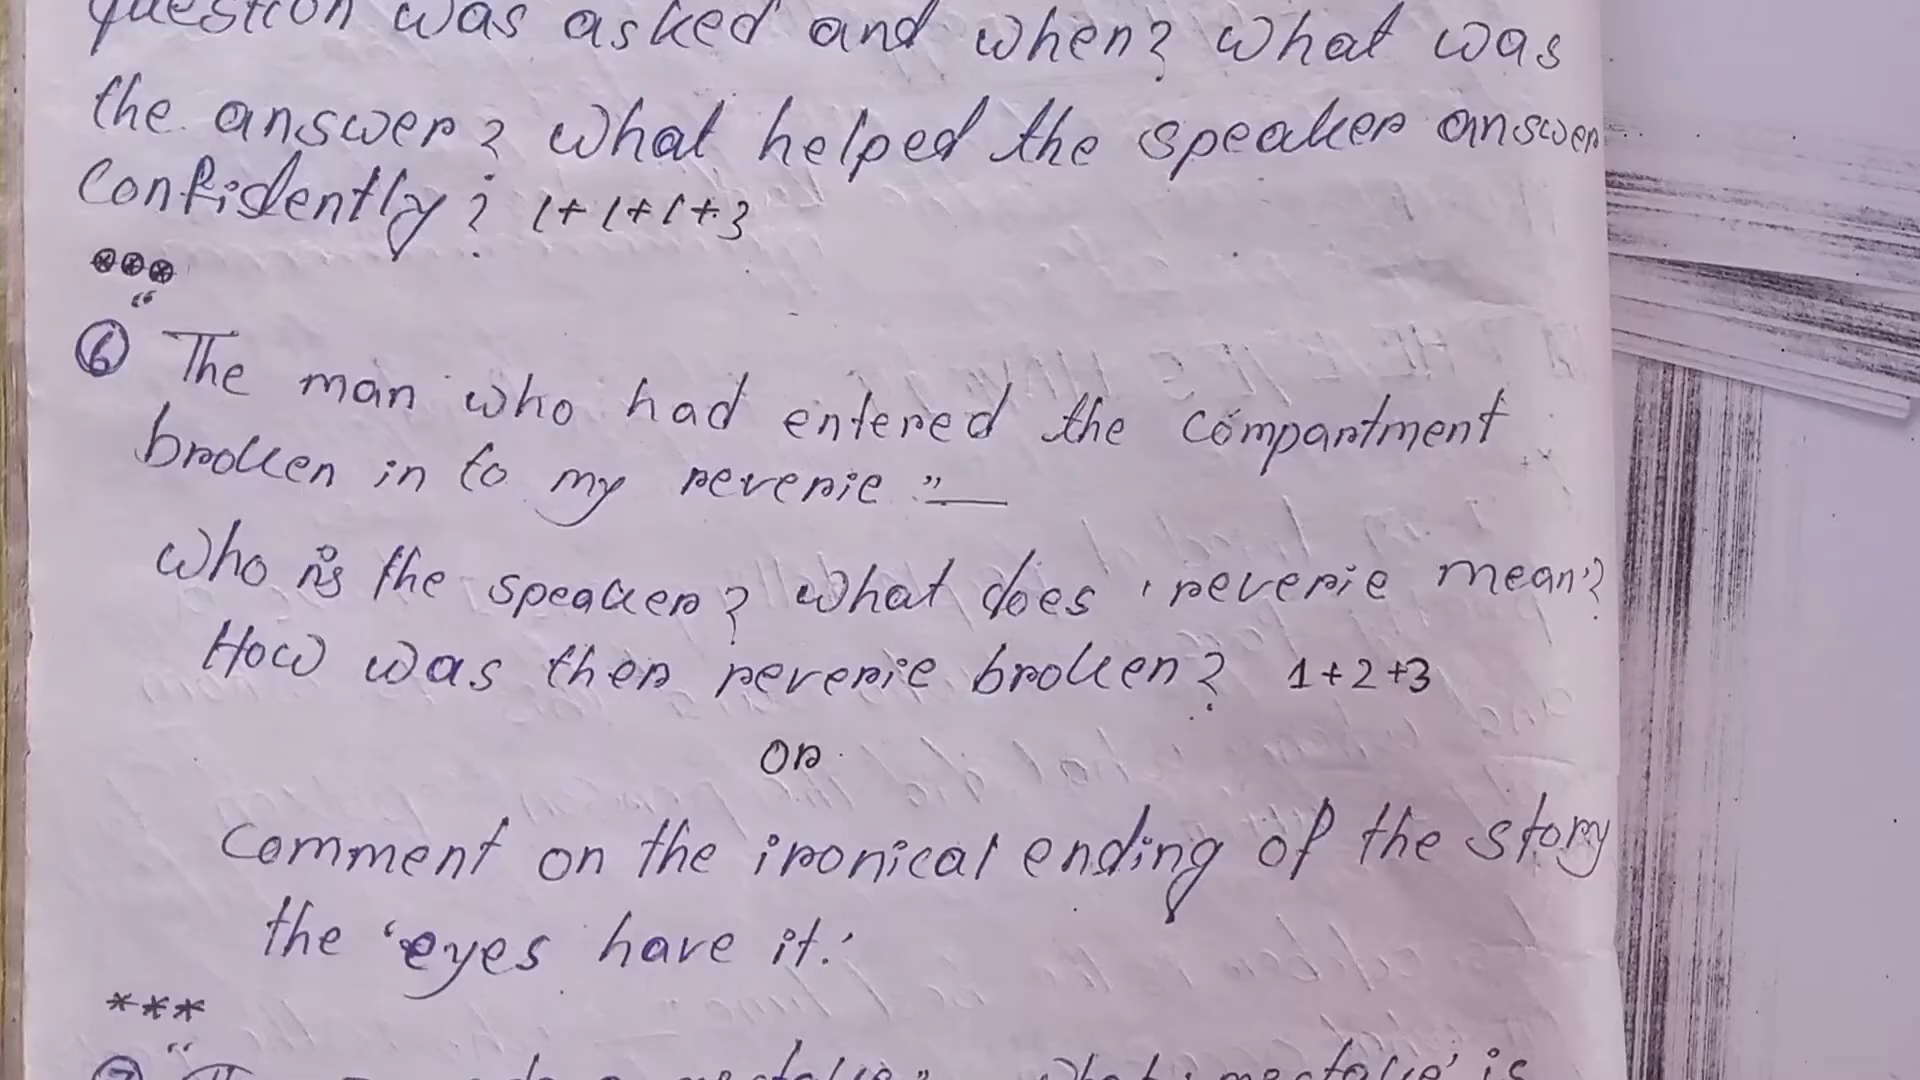 question was asked and when? What was
the answer? What helped the speaker answer
Confidently? 1+1+1+3
***
"
6 The man who had entered the compartment
broken in to my reverie "—
Who is the speaker? What does 'reverie mean'?
How was ther reverie broken? 1+2+3
OR
Comment on the ironical ending of the story
the 'eyes have it.'
***
"
7